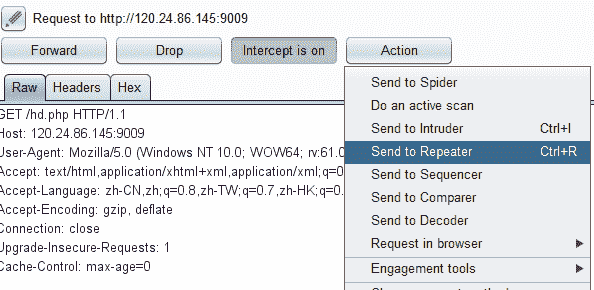 Request to http://120.24.86.145:9009
Forward Drop Intercept is on Action
Raw Headers Hex
GET /hd.php HTTP/1.1
Host: 120.24.86.145:9009
User-Agent: Mozilla/5.0 (Windows NT 10.0; WOW64; rv:61.0
Accept: text/html,application/xhtml+xml,application/xml;q=0
Accept-Language: zh-CN,zh;q=0.8,zh-TW;q=0.7,zh-HK;q=0.
Accept-Encoding: gzip, deflate
Connection: close
Upgrade-Insecure-Requests: 1
Cache-Control: max-age=0
Send to Spider
Do an active scan
Send to Intruder Ctrl+I
Send to Repeater Ctrl+R
Send to Sequencer
Send to Comparer
Send to Decoder
Request in browser
Engagement tools